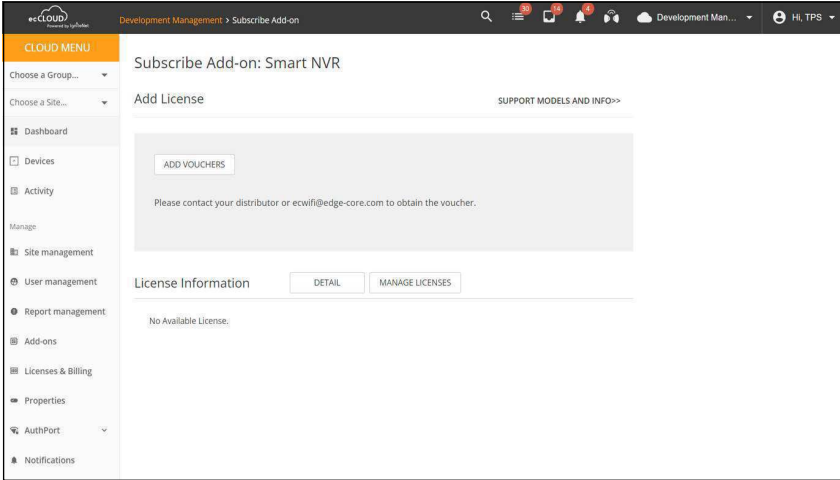 ecCLOUD
Powered by IgniteNet
Development Management > Subscribe Add-on
30
14
4
Development Man...
Hi, TPS
CLOUD MENU
Choose a Group...
Choose a Site...
Dashboard
Devices
Activity
Manage
Site management
User management
Report management
Add-ons
Licenses & Billing
Properties
AuthPort
Notifications
Subscribe Add-on: Smart NVR
Add License
SUPPORT MODELS AND INFO>>
ADD VOUCHERS
Please contact your distributor or ecwifi@edge-core.com to obtain the voucher.
License Information
DETAIL
MANAGE LICENSES
No Available License.